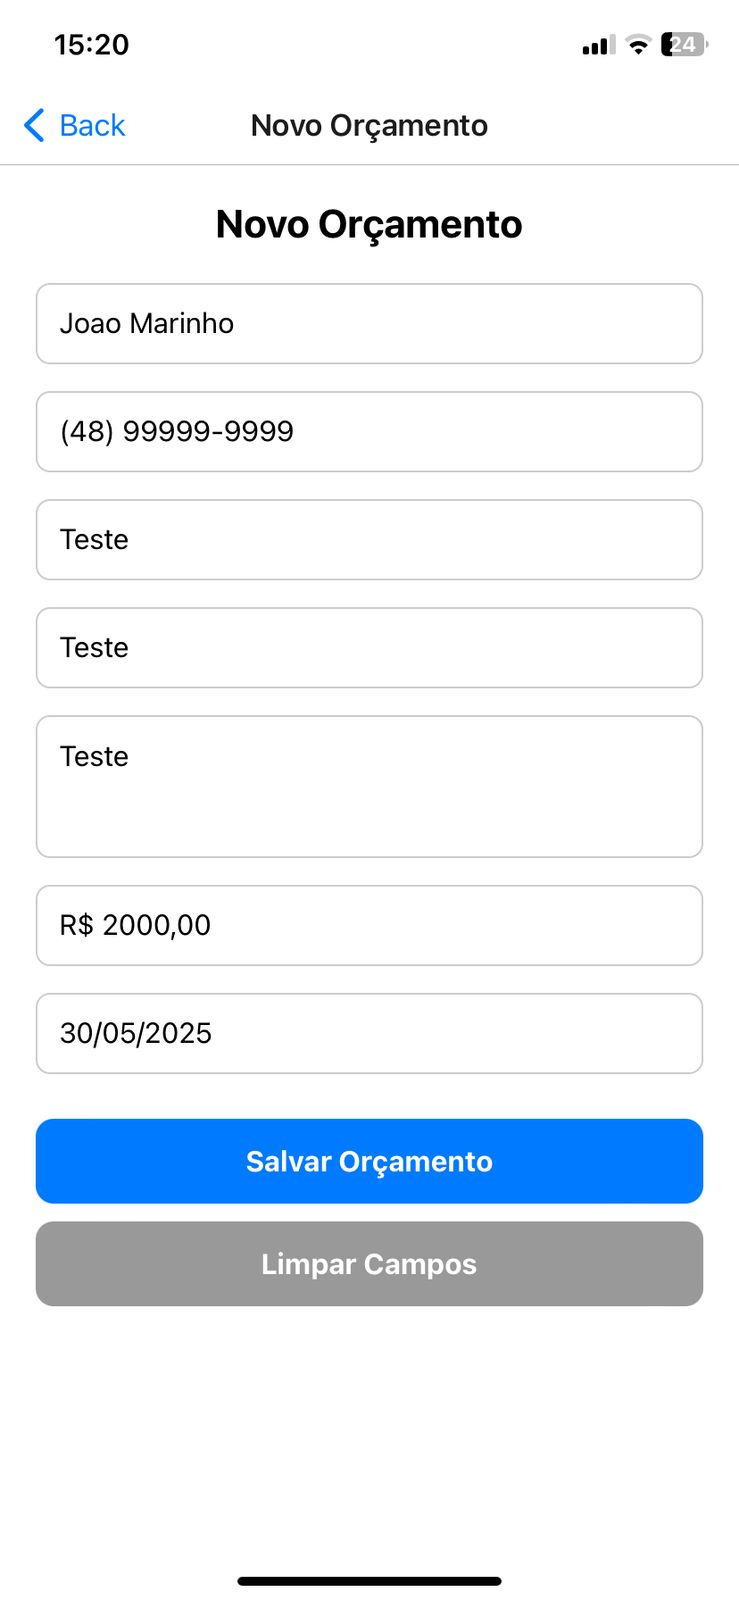 15:20 24
Back Novo Orçamento
Novo Orçamento
Joao Marinho
(48) 99999-9999
Teste
Teste
Teste
R$ 2000,00
30/05/2025
Salvar Orçamento
Limpar Campos